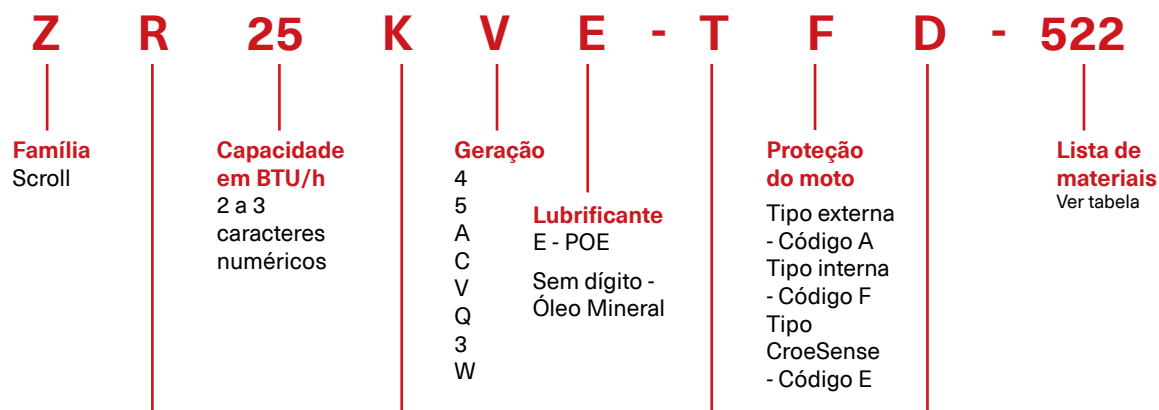 Z R 25 K V E - T F D - 522
Família
Scroll
Capacidade
em BTU/h
2 a 3
caracteres
numéricos
Geração
4
5
A
C
V
Q
3
W
Lubrificante
E - POE
Sem dígito -
Óleo Mineral
Proteção
do moto
Tipo externa
- Código A
Tipo interna
- Código F
Tipo
CroeSense
- Código E
Lista de
materiais
Ver tabela